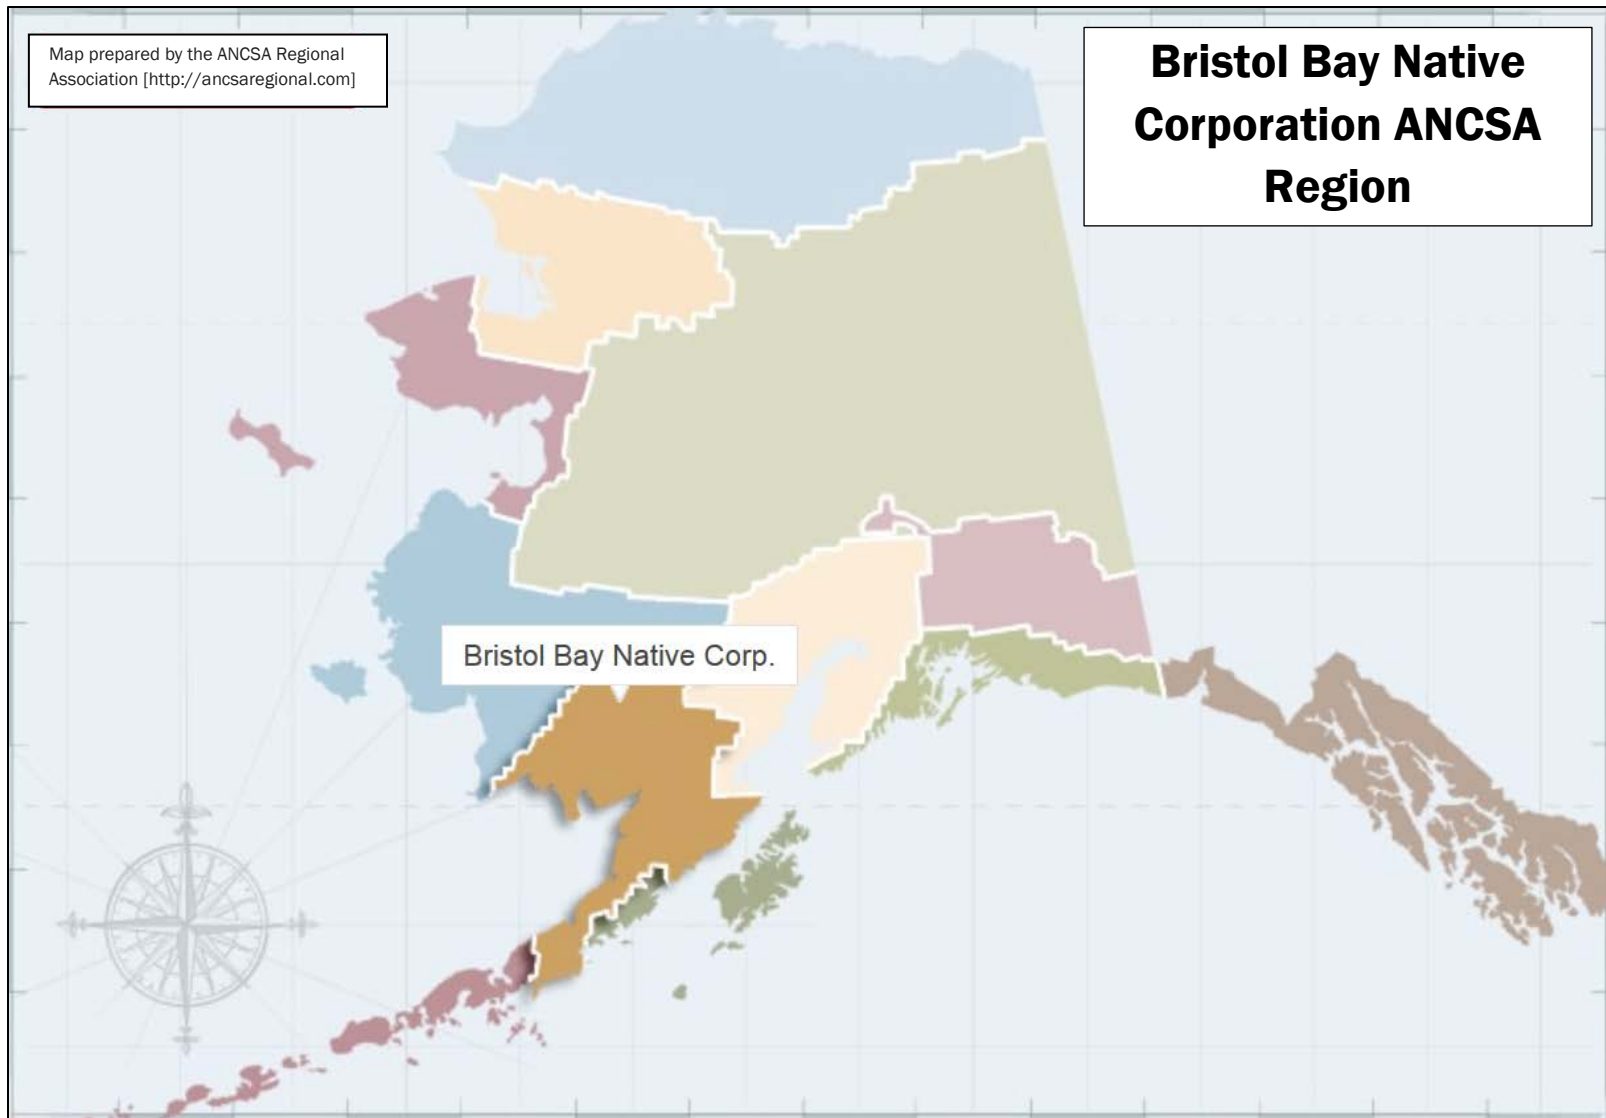 Map prepared by the ANCSA Regional
Association [http://ancsaregional.com]
Bristol Bay Native
Corporation ANCSA
Region
Bristol Bay Native Corp.